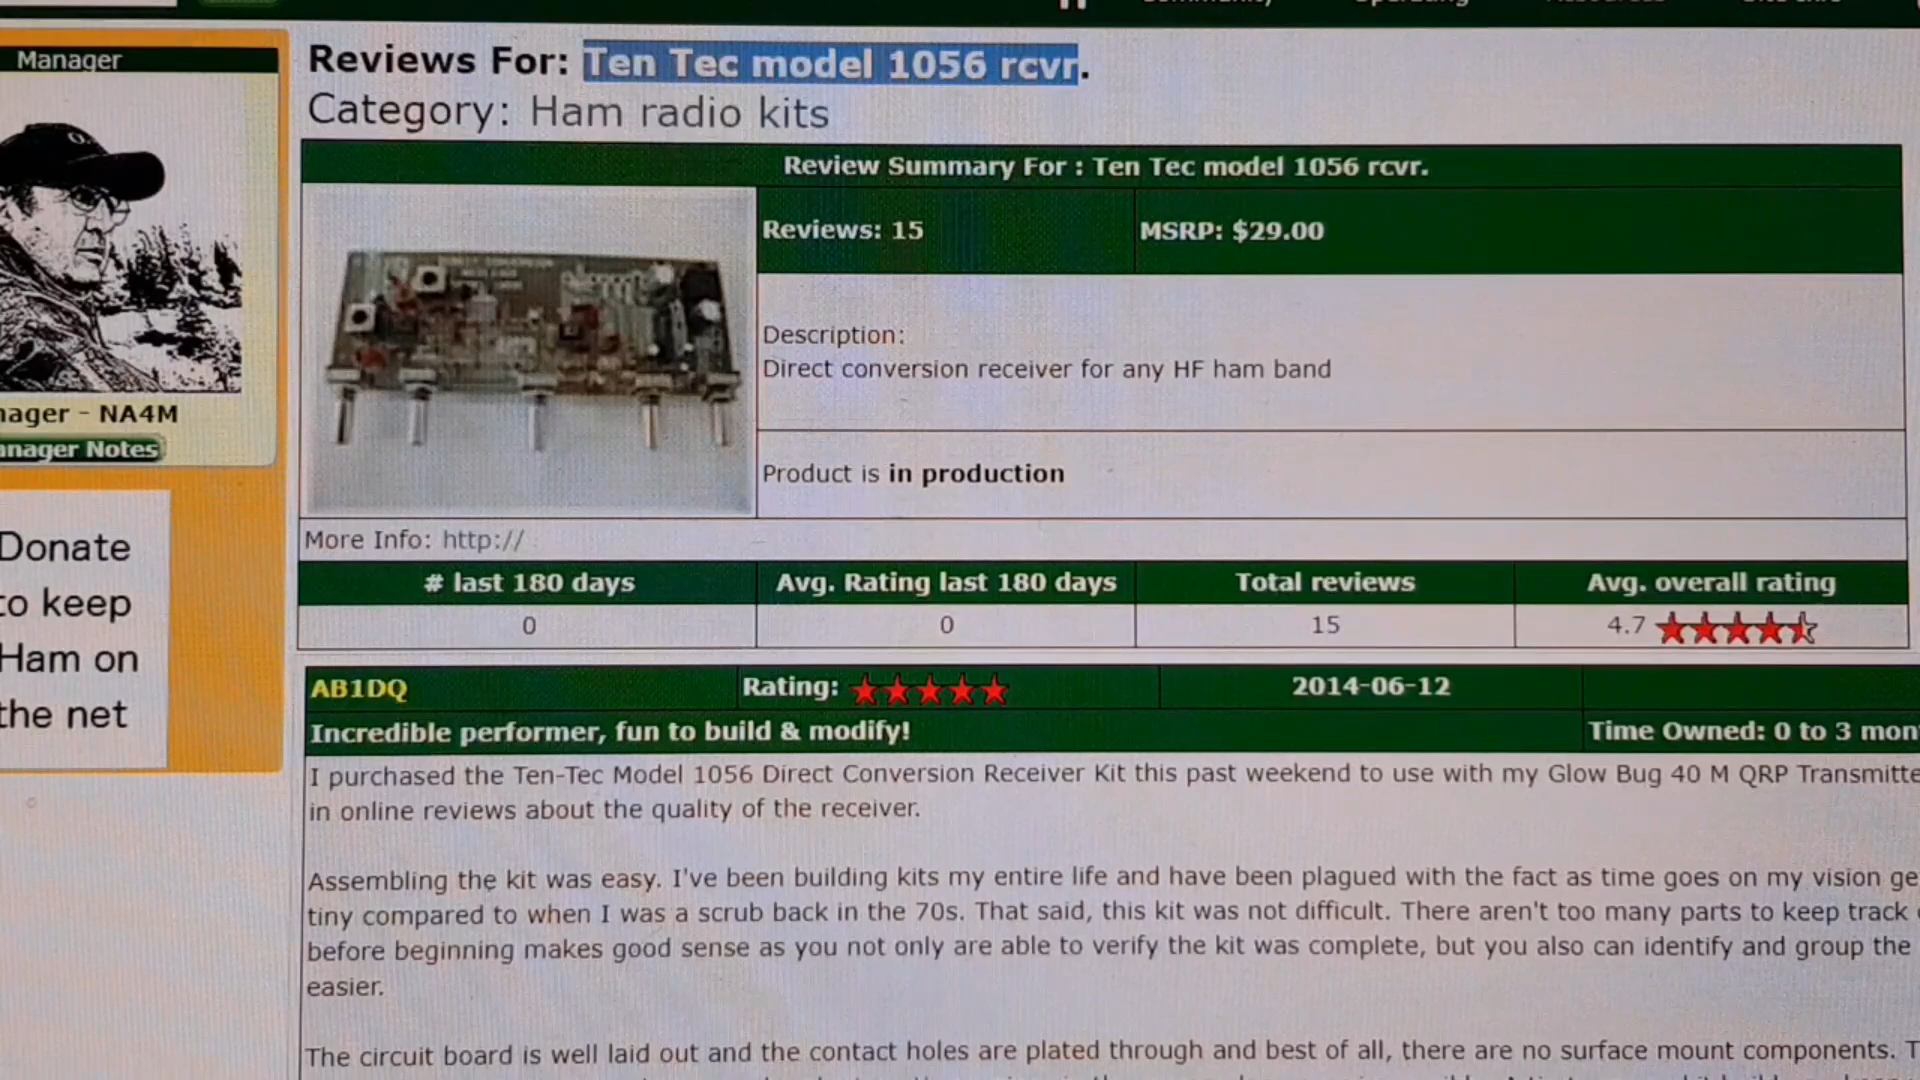 Manager
Reviews For: Ten Tec model 1056 rcvr.
Category: Ham radio kits
Review Summary For : Ten Tec model 1056 rcvr.
Reviews: 15
MSRP: $29.00
Description:
Direct conversion receiver for any HF ham band
Product is in production
nager - NA4M
anager Notes
More Info: http://
# last 180 days
Avg. Rating last 180 days
Total reviews
Avg. overall rating
0
0
15
4.7
Donate
to keep
Ham on
the net
AB1DQ
Rating:
2014-06-12
Incredible performer, fun to build & modify!
Time Owned: 0 to 3 mon
I purchased the Ten-Tec Model 1056 Direct Conversion Receiver Kit this past weekend to use with my Glow Bug 40 M QRP Transmitte
in online reviews about the quality of the receiver.
Assembling the kit was easy. I've been building kits my entire life and have been plagued with the fact as time goes on my vision ge
tiny compared to when I was a scrub back in the 70s. That said, this kit was not difficult. There aren't too many parts to keep track
before beginning makes good sense as you not only are able to verify the kit was complete, but you also can identify and group the
easier.
The circuit board is well laid out and the contact holes are plated through and best of all, there are no surface mount components. T